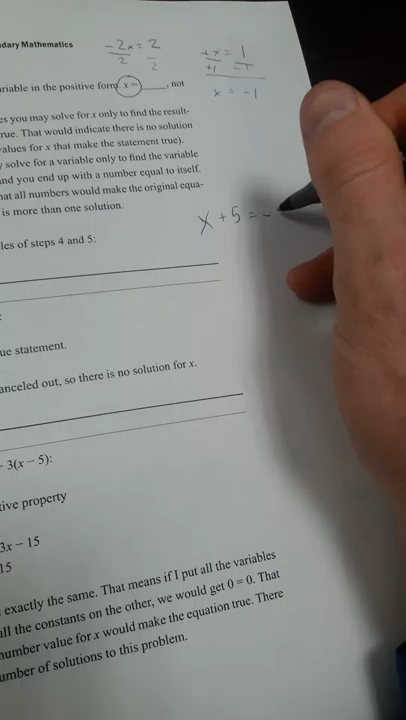 dary Mathematics
-2x = 2
2 2
+x = 1
+1 -1
x = -1
riable in the positive form x = ____, not
es you may solve for x only to find the result-
rue. That would indicate there is no solution
values for x that make the statement true).
solve for a variable only to find the variable
nd you end up with a number equal to itself.
hat all numbers would make the original equa-
is more than one solution.
x + 5 = -
les of steps 4 and 5:
:
ue statement.
anceled out, so there is no solution for x.
- 3(x – 5):
tive property
3x – 15
15
exactly the same. That means if I put all the variables
all the constants on the other, we would get 0 = 0. That
number value for x would make the equation true. There
umber of solutions to this problem.